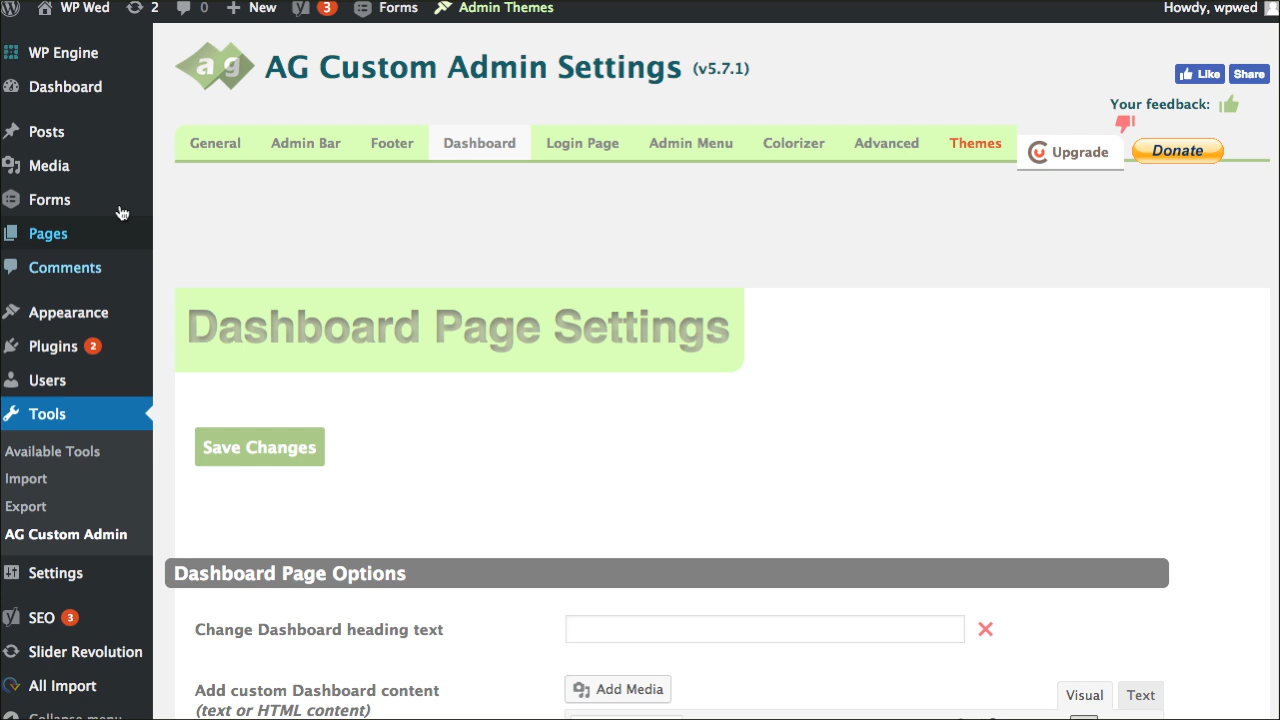 WP Wed 2 0 New 3 Forms Admin Themes Howdy, wpwed
WP Engine
Dashboard
Posts
Media
Forms
Pages
Comments
Appearance
Plugins 2
Users
Tools
Available Tools
Import
Export
AG Custom Admin
Settings
SEO 3
Slider Revolution
All Import
Collapse menu
ag AG Custom Admin Settings (v5.7.1)
Like Share
Your feedback:
General Admin Bar Footer Dashboard Login Page Admin Menu Colorizer Advanced Themes Upgrade Donate
Dashboard Page Settings
Save Changes
Dashboard Page Options
Change Dashboard heading text
Add custom Dashboard content
(text or HTML content)
Add Media
Visual Text